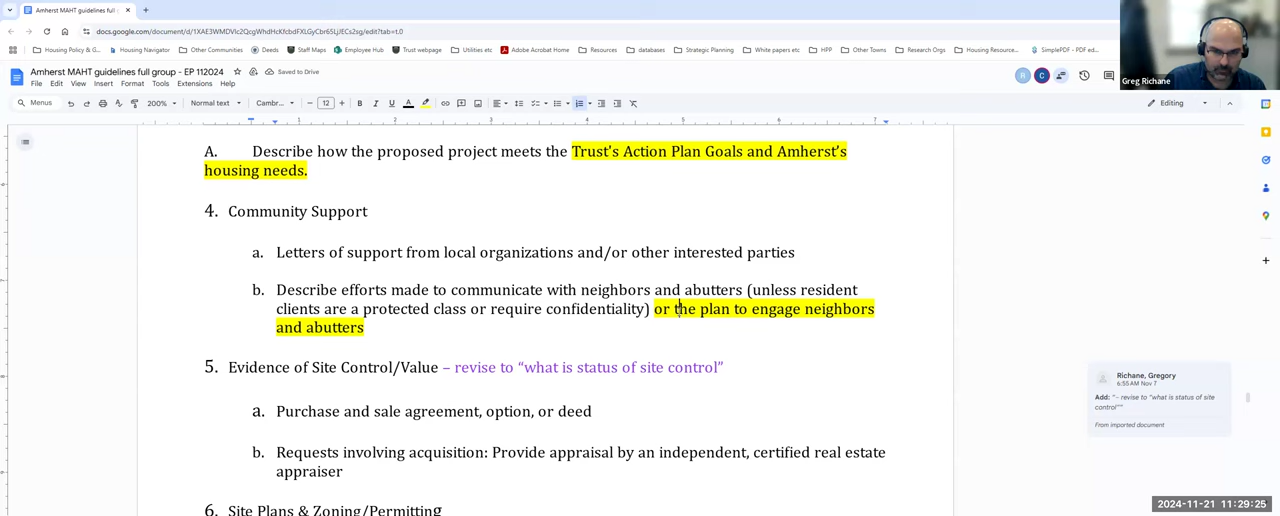 Amherst MAHT guidelines full g
docs.google.com/document/d/1XAE3WMDVlc2QcgWhdHcKfcbdFXLGyCbr65LjJECs2sg/edit?tab=t.0
Housing Policy & G...
Housing Navigator
Other Communities
Deeds
Staff Maps
Employee Hub
Trust webpage
Utilities etc
Adobe Acrobat Home
Resources
databases
Strategic Planning
White papers etc
HPP
Other Towns
Research Orgs
Housing Resource...
SimplePDF - PDF ed...
Amherst MAHT guidelines full group - EP 112024
Saved to Drive
File Edit View Insert Format Tools Extensions Help
Menus
200%
Normal text
Cambr...
12
Editing
Greg Richane
A. Describe how the proposed project meets the Trust's Action Plan Goals and Amherst's
housing needs.
4. Community Support
a. Letters of support from local organizations and/or other interested parties
b. Describe efforts made to communicate with neighbors and abutters (unless resident
clients are a protected class or require confidentiality) or the plan to engage neighbors
and abutters
5. Evidence of Site Control/Value – revise to “what is status of site control”
a. Purchase and sale agreement, option, or deed
b. Requests involving acquisition: Provide appraisal by an independent, certified real estate
appraiser
6. Site Plans & Zoning/Permitting
Richane, Gregory
6:55 AM Nov 7
Add: “– revise to “what is status of site
control””
From imported document
2024-11-21 11:29:25